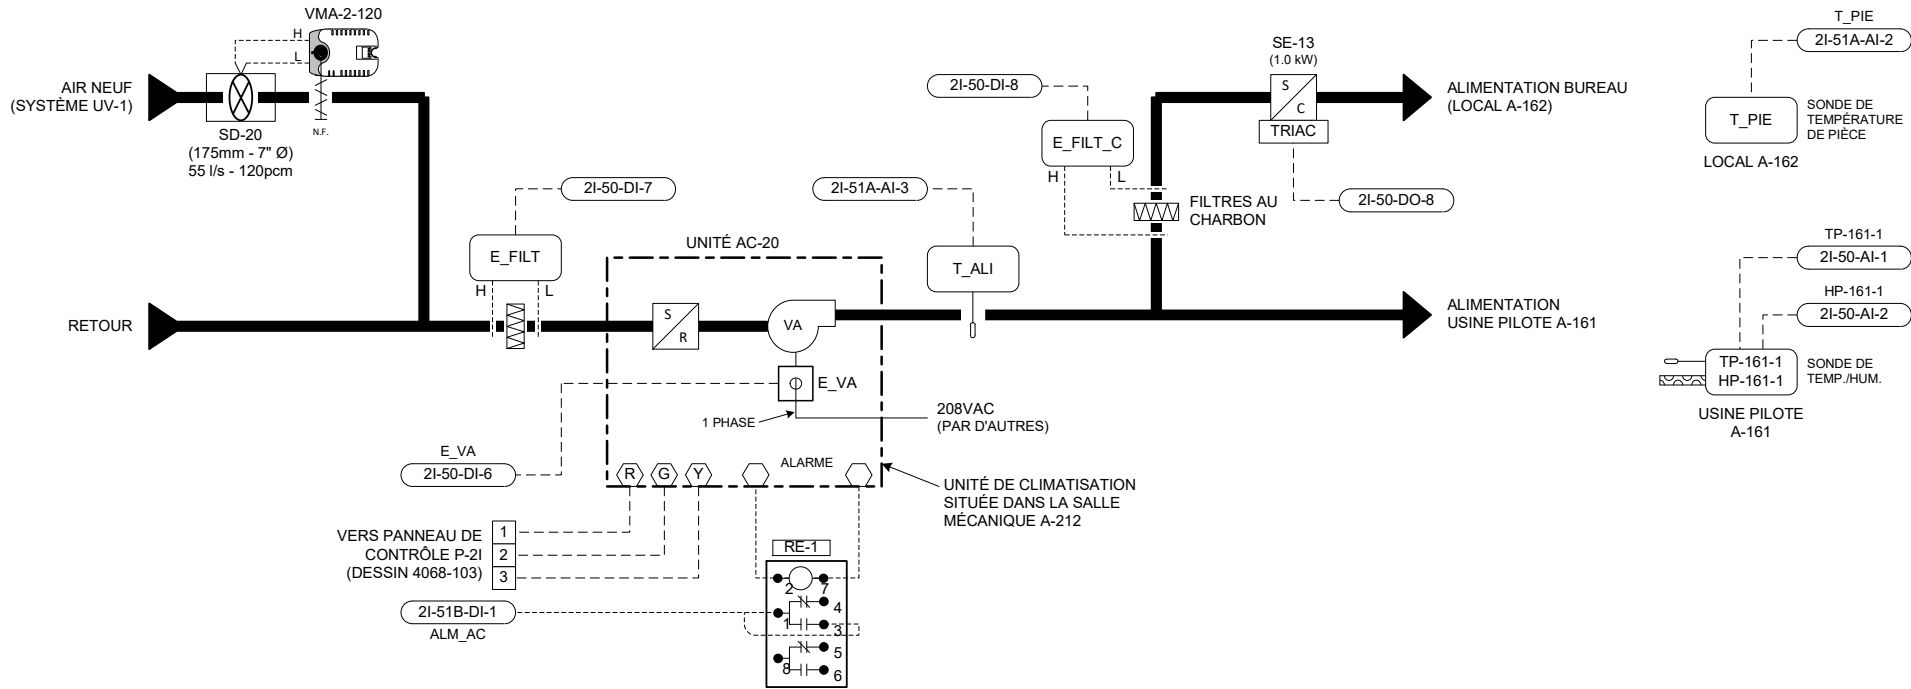 VMA-2-120
H
L
AIR NEUF
(SYSTÈME UV-1)
SD-20
(175mm - 7" Ø)
55 l/s - 120pcm
N.F.
RETOUR
2I-50-DI-7
E_FILT
H
L
UNITÉ AC-20
S
R
VA
E_VA
1 PHASE
208VAC
(PAR D'AUTRES)
E_VA
2I-50-DI-6
R
G
Y
ALARME
UNITÉ DE CLIMATISATION
SITUÉE DANS LA SALLE
MÉCANIQUE A-212
VERS PANNEAU DE
CONTRÔLE P-2I
(DESSIN 4068-103)
1
2
3
2I-51B-DI-1
ALM_AC
RE-1
2
7
4
1
3
5
8
6
2I-51A-AI-3
T_ALI
2I-50-DI-8
E_FILT_C
H
L
FILTRES AU
CHARBON
SE-13
(1.0 kW)
S
C
TRIAC
2I-50-DO-8
ALIMENTATION BUREAU
(LOCAL A-162)
ALIMENTATION
USINE PILOTE A-161
T_PIE
2I-51A-AI-2
T_PIE
SONDE DE
TEMPÉRATURE
DE PIÈCE
LOCAL A-162
TP-161-1
2I-50-AI-1
HP-161-1
2I-50-AI-2
TP-161-1
HP-161-1
SONDE DE
TEMP./HUM.
USINE PILOTE
A-161